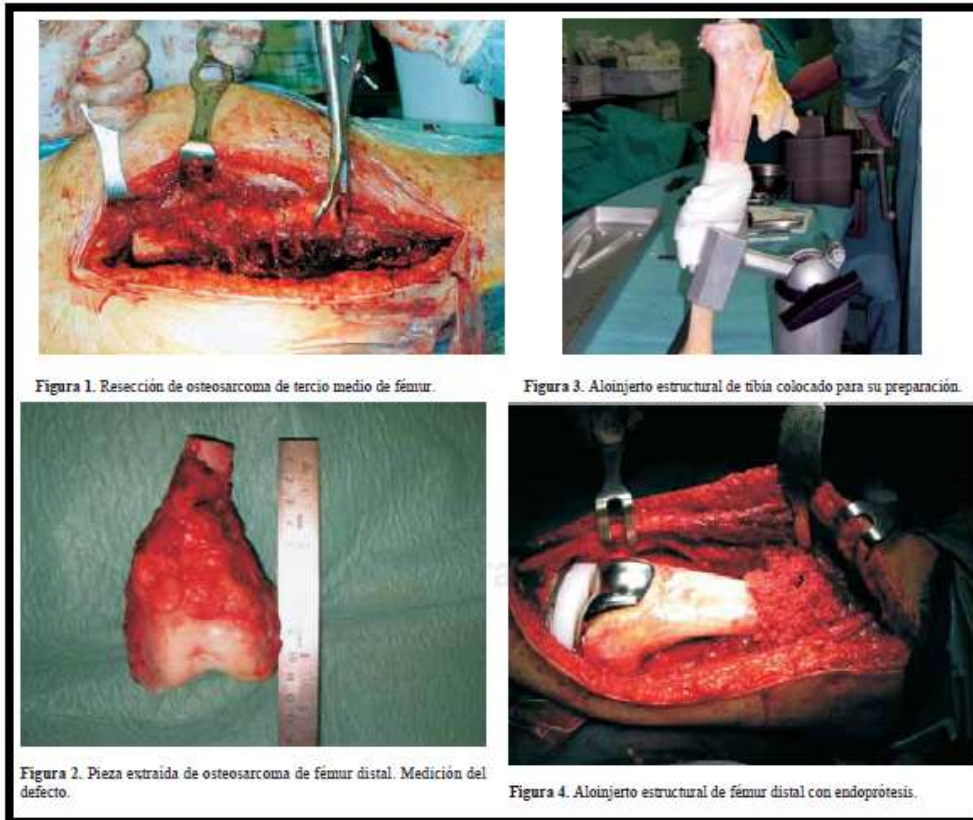 Figura 1. Resección de osteosarcoma de tercio medio de fémur.
Figura 3. Aloinjerto estructural de tibia colocado para su preparación.
Figura 2. Pieza extraída de osteosarcoma de fémur distal. Medición del
defecto.
Figura 4. Aloinjerto estructural de fémur distal con endoprótesis.